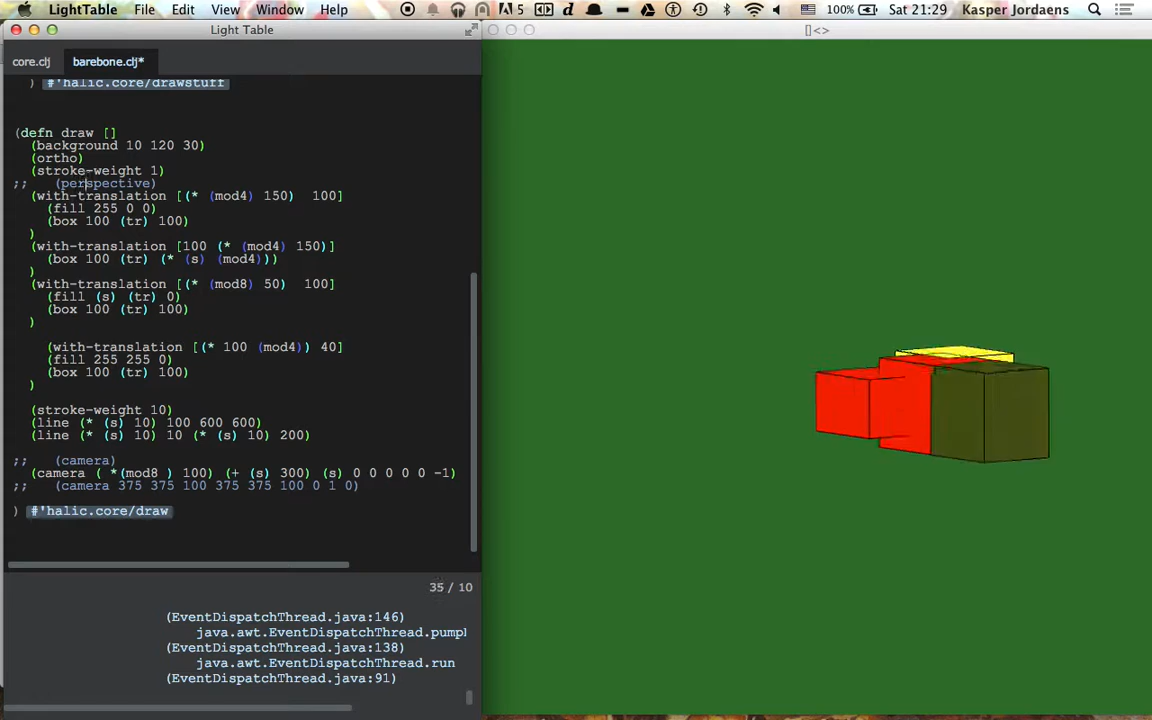 LightTable File Edit View Window Help 5 100% Sat 21:29 Kasper Jordaens
Light Table
[]<>
core.clj barebone.clj*
) #'halic.core/drawstuff
(defn draw []
(background 10 120 30)
(ortho)
(stroke-weight 1)
;; (perspective)
(with-translation [(* (mod4) 150) 100]
(fill 255 0 0)
(box 100 (tr) 100)
)
(with-translation [100 (* (mod4) 150)]
(box 100 (tr) (* (s) (mod4)))
)
(with-translation [(* (mod8) 50) 100]
(fill (s) (tr) 0)
(box 100 (tr) 100)
)
(with-translation [(* 100 (mod4)) 40]
(fill 255 255 0)
(box 100 (tr) 100)
)
(stroke-weight 10)
(line (* (s) 10) 100 600 600)
(line (* (s) 10) 10 (* (s) 10) 200)
;; (camera)
(camera ( *(mod8 ) 100) (+ (s) 300) (s) 0 0 0 0 0 -1)
;; (camera 375 375 100 375 375 100 0 1 0)
) #'halic.core/draw
35 / 10
(EventDispatchThread.java:146)
java.awt.EventDispatchThread.pump
(EventDispatchThread.java:138)
java.awt.EventDispatchThread.run
(EventDispatchThread.java:91)